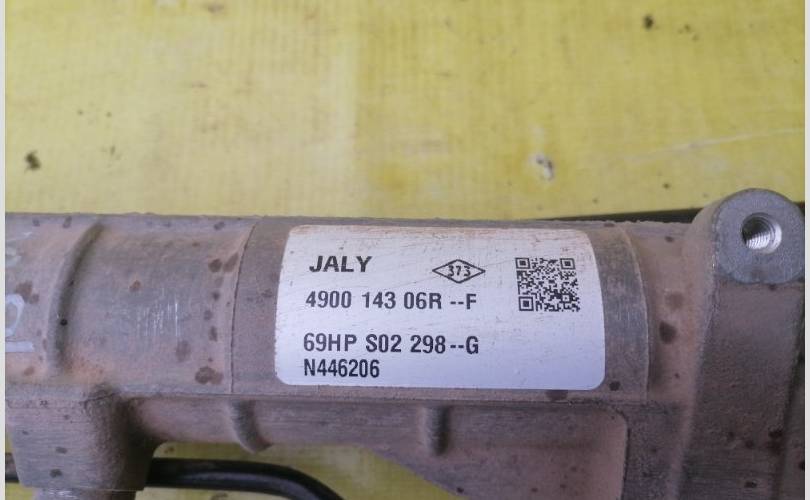 JALY 373
4900 143 06R --F
69HP S02 298--G
N446206